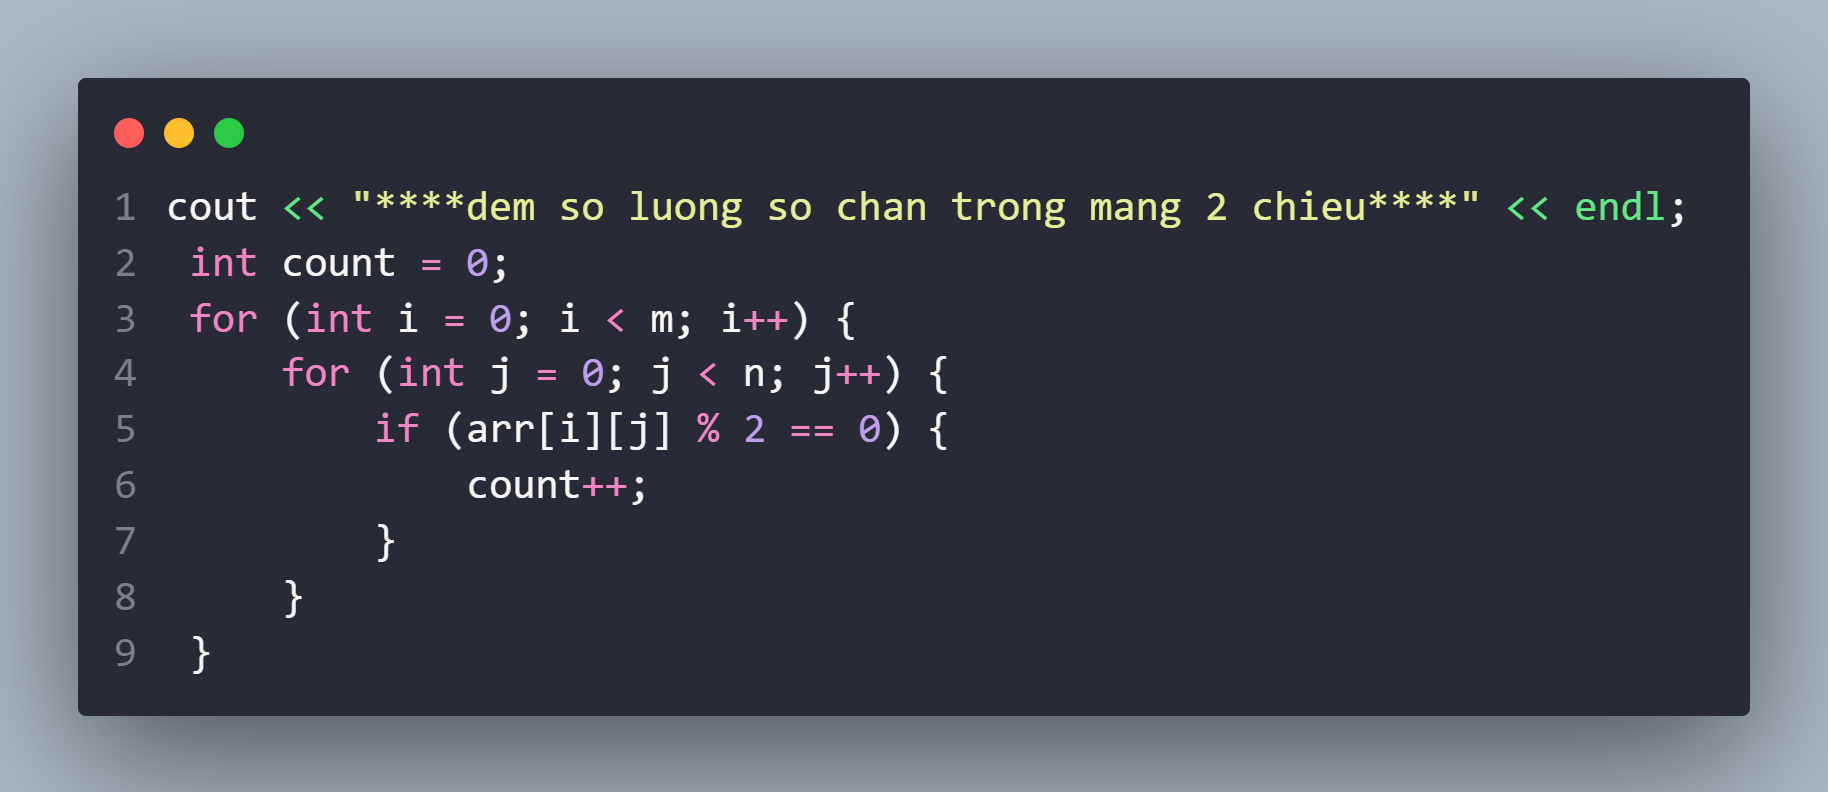 1 cout << "****dem so luong so chan trong mang 2 chieu****" << endl;
2  int count = 0;
3  for (int i = 0; i < m; i++) {
4      for (int j = 0; j < n; j++) {
5          if (arr[i][j] % 2 == 0) {
6              count++;
7          }
8      }
9  }